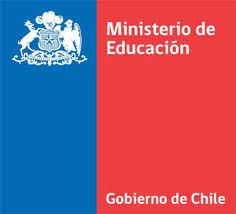 Ministerio de
Educación
Gobierno de Chile